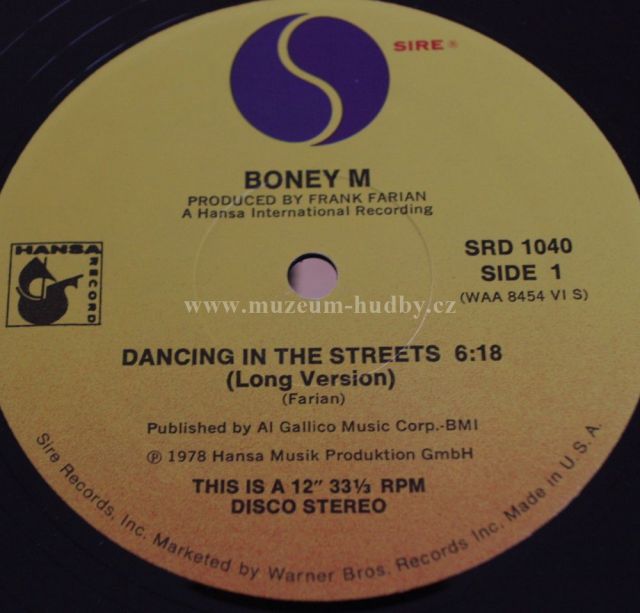 SIRE ®
BONEY M
PRODUCED BY FRANK FARIAN
A Hansa International Recording
HANSA
RECORD
SRD 1040
SIDE 1
(WAA 8454 VI S)
www.muzeum-hudby.cz
DANCING IN THE STREETS 6:18
(Long Version)
(Farian)
Published by Al Gallico Music Corp.-BMI
℗ 1978 Hansa Musik Produktion GmbH
THIS IS A 12" 33⅓ RPM
DISCO STEREO
Sire Records, Inc. Marketed by Warner Bros. Records Inc. Made in U.S.A.